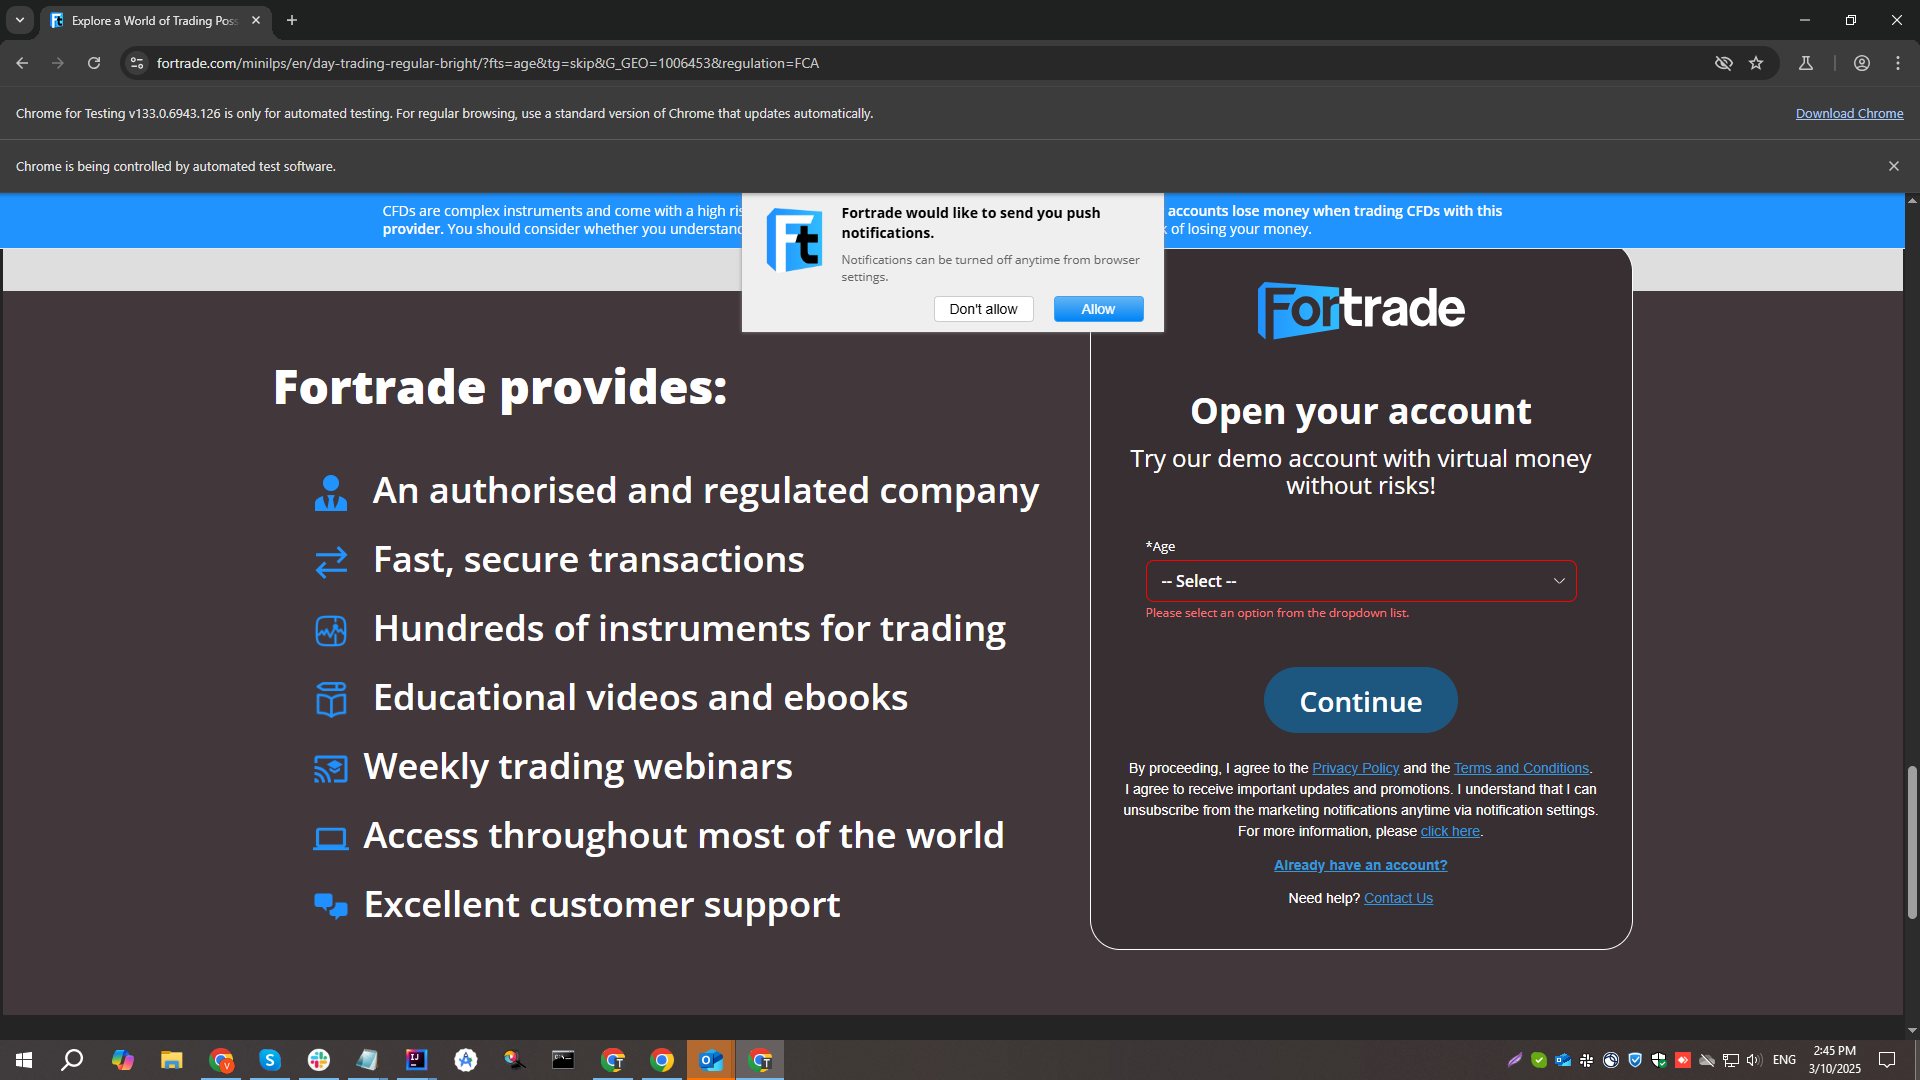 Explore a World of Trading Pos
fortrade.com/minilps/en/day-trading-regular-bright/?fts=age&tg=skip&G_GEO=1006453&regulation=FCA
Chrome for Testing v133.0.6943.126 is only for automated testing. For regular browsing, use a standard version of Chrome that updates automatically.
Download Chrome
Chrome is being controlled by automated test software.
CFDs are complex instruments and come with a high ris
accounts lose money when trading CFDs with this
provider. You should consider whether you understand
of losing your money.
Ft
Fortrade would like to send you push
notifications.
Notifications can be turned off anytime from browser
settings.
Don't allow
Allow
Fortrade
Fortrade provides:
An authorised and regulated company
Fast, secure transactions
Hundreds of instruments for trading
Educational videos and ebooks
Weekly trading webinars
Access throughout most of the world
Excellent customer support
Open your account
Try our demo account with virtual money
without risks!
*Age
-- Select --
Please select an option from the dropdown list.
Continue
By proceeding, I agree to the Privacy Policy and the Terms and Conditions.
I agree to receive important updates and promotions. I understand that I can
unsubscribe from the marketing notifications anytime via notification settings.
For more information, please click here.
Already have an account?
Need help? Contact Us
ENG
2:45 PM
3/10/2025